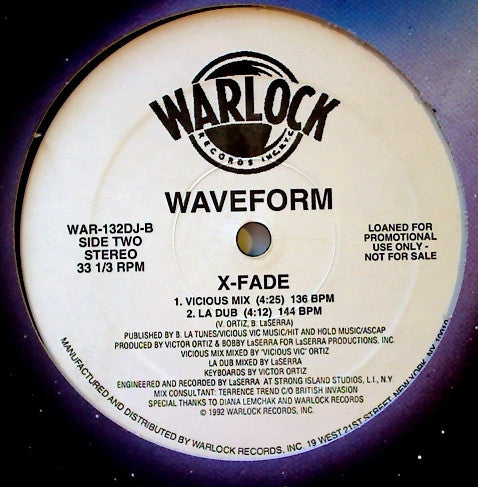 WARLOCK
RECORDS INC. N.Y.C.
WAVEFORM
WAR-132DJ-B
SIDE TWO
STEREO
33 1/3 RPM
LOANED FOR
PROMOTIONAL
USE ONLY -
NOT FOR SALE
X-FADE
1. VICIOUS MIX (4:25) 136 BPM
2. LA DUB (4:12) 144 BPM
(V. ORTIZ, B. LaSERRA)
PUBLISHED BY B. LA TUNES/VICIOUS VIC MUSIC/HIT AND HOLD MUSIC/ASCAP
PRODUCED BY VICTOR ORTIZ & BOBBY LaSERRA FOR LaSERRA PRODUCTIONS, INC.
VICIOUS MIX MIXED BY 'VICIOUS VIC' ORTIZ
LA DUB MIXED BY LaSERRA
KEYBOARDS BY VICTOR ORTIZ
ENGINEERED AND RECORDED BY LaSERRA AT STRONG ISLAND STUDIOS, L.I., N.Y.
MIX CONSULTANT: TERRENCE TREND C/O BRITISH INVASION
SPECIAL THANKS TO DIANA LEMCHAK AND WARLOCK RECORDS
© 1992 WARLOCK RECORDS, INC.
MANUFACTURED AND DISTRIBUTED BY WARLOCK RECORDS, INC. 19 WEST 21ST STREET, NEW YORK, NY 10010